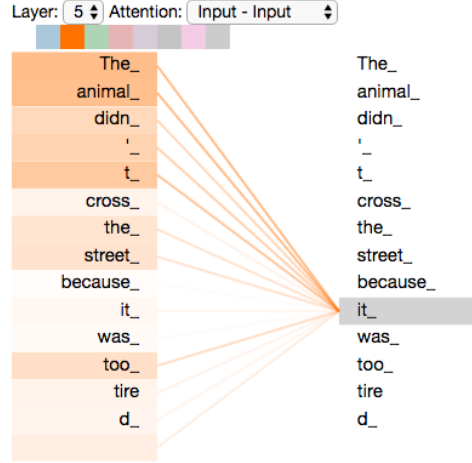 Layer: 5 Attention: Input - Input
The_ The_
animal_ animal_
didn_ didn_
'_ '_
t_ t_
cross_ cross_
the_ the_
street_ street_
because_ because_
it_ it_
was_ was_
too_ too_
tire tire
d_ d_